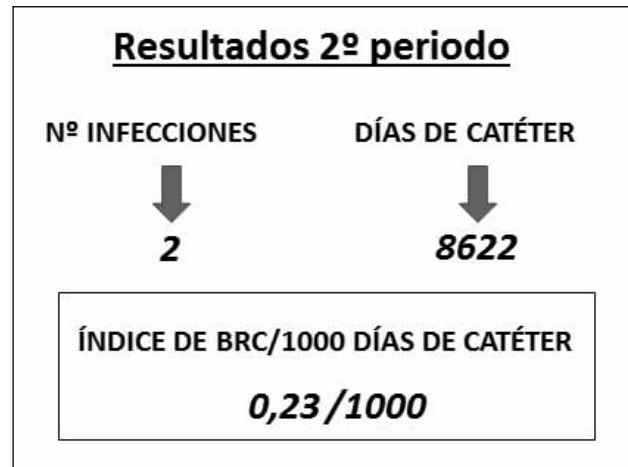 Resultados 2º periodo
Nº INFECCIONES DÍAS DE CATÉTER
2 8622
ÍNDICE DE BRC/1000 DÍAS DE CATÉTER
0,23 /1000